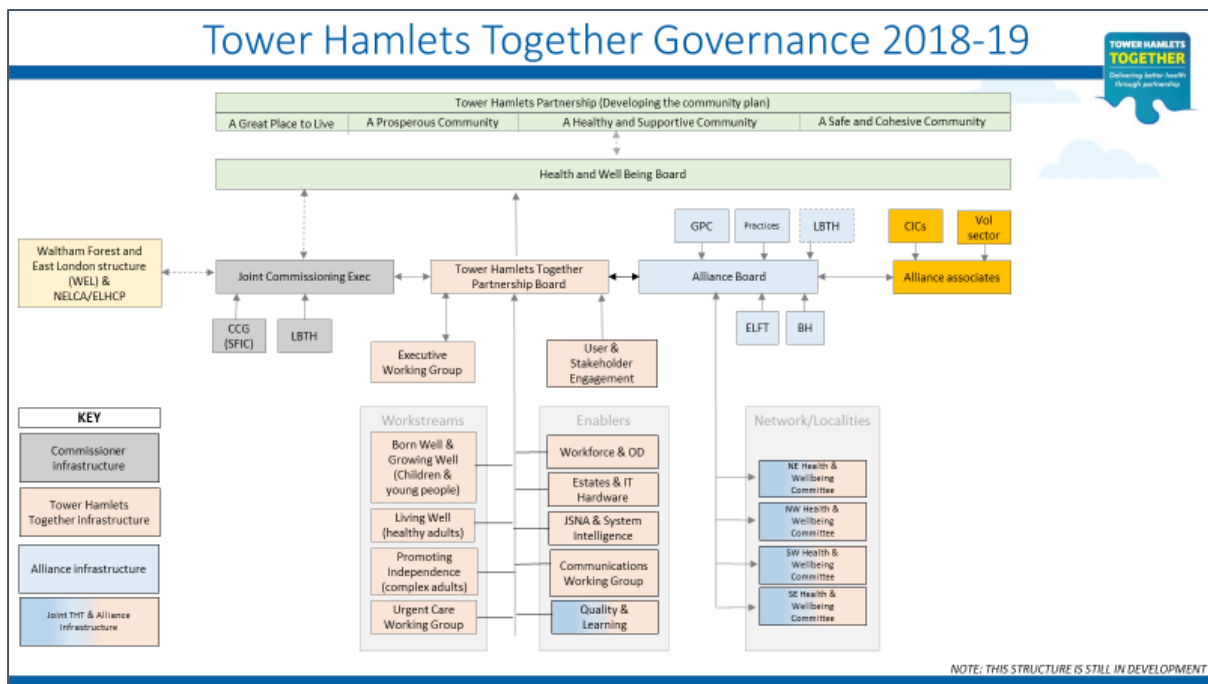 Tower Hamlets Together Governance 2018-19
TOWER HAMLETS
TOGETHER
Delivering better health
through partnership
Tower Hamlets Partnership (Developing the community plan)
A Great Place to Live
A Prosperous Community
A Healthy and Supportive Community
A Safe and Cohesive Community
Health and Well Being Board
GPC
Practices
LBTH
CICs
Vol
sector
Waltham Forest and
East London structure
(WEL) &
NELCA/ELHCP
Joint Commissioning Exec
Tower Hamlets Together
Partnership Board
Alliance Board
Alliance associates
CCG
(SFIC)
LBTH
ELFT
BH
Executive
Working Group
User &
Stakeholder
Engagement
KEY
Commissioner
infrastructure
Tower Hamlets
Together infrastructure
Alliance infrastructure
Joint THT & Alliance
Infrastructure
Workstreams
Born Well &
Growing Well
(Children &
young people)
Living Well
(healthy adults)
Promoting
Independence
(complex adults)
Urgent Care
Working Group
Enablers
Workforce & OD
Estates & IT
Hardware
JSNA & System
Intelligence
Communications
Working Group
Quality &
Learning
Network/Localities
NE Health &
Wellbeing
Committee
NW Health &
Wellbeing
Committee
SW Health &
Wellbeing
Committee
SE Health &
Wellbeing
Committee
NOTE: THIS STRUCTURE IS STILL IN DEVELOPMENT